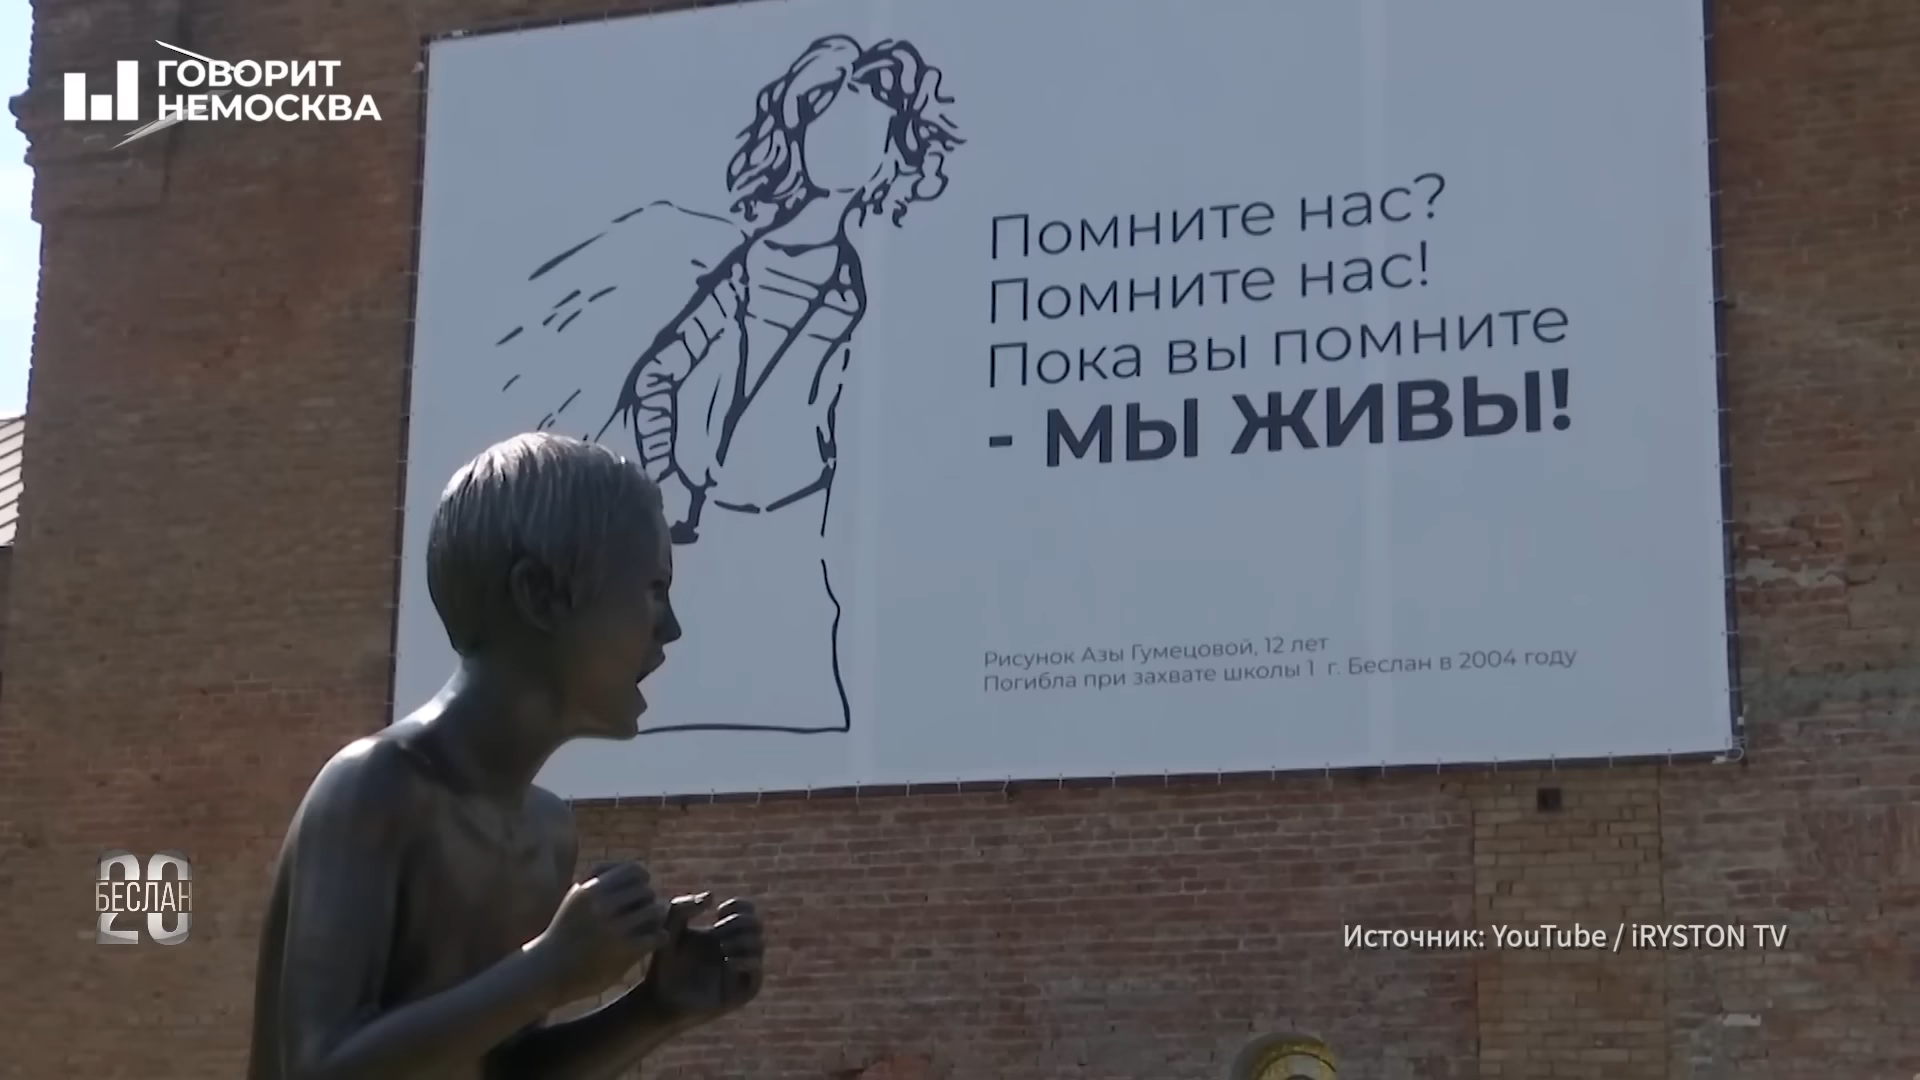 ГОВОРИТ
НЕМОСКВА
Помните нас?
Помните нас!
Пока вы помните
- МЫ ЖИВЫ!
Рисунок Азы Гумецовой, 12 лет
Погибла при захвате школы 1 г. Беслан в 2004 году
20
БЕСЛАН
Источник: YouTube / iRYSTON TV